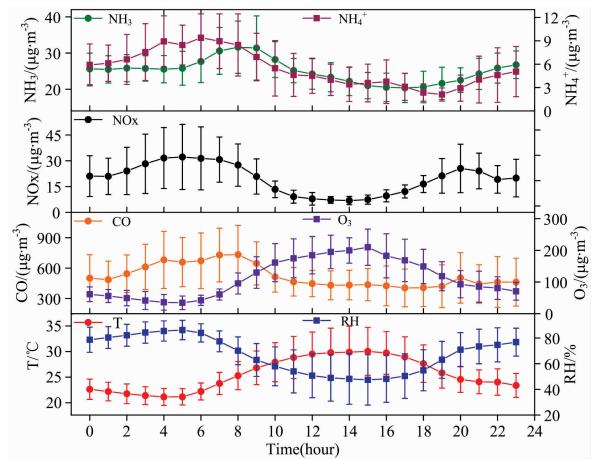 NH₃ NH₄⁺
NH₃/(μg·m⁻³)
40
30
20
NH₄⁺/(μg·m⁻³)
12
9
6
3
0
NOx
NOx/(μg·m⁻³)
45
30
15
0
CO O₃
CO/(μg·m⁻³)
900
600
300
O₃/(μg·m⁻³)
300
200
100
0
T RH
T/℃
35
30
25
20
RH/%
80
60
40
20
0 2 4 6 8 10 12 14 16 18 20 22 24
Time(hour)